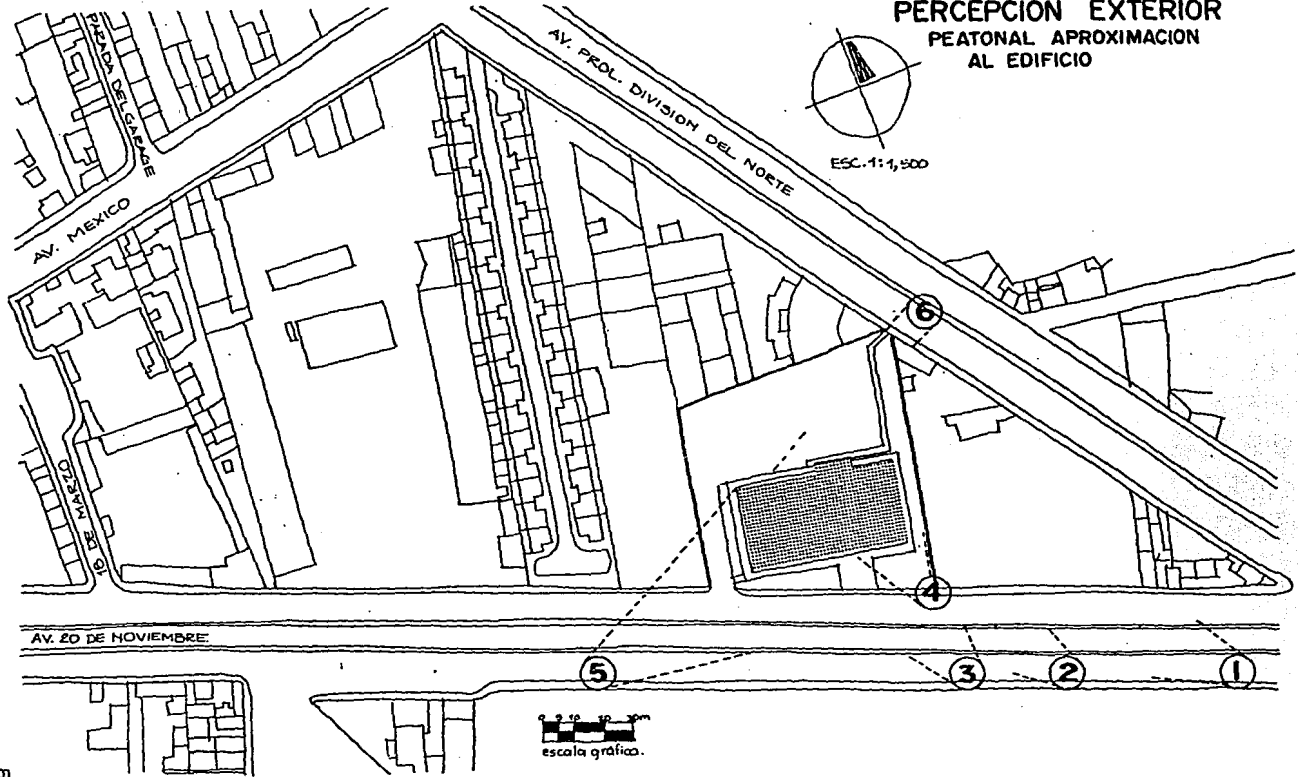 PERCEPCION EXTERIOR
PEATONAL APROXIMACION
AL EDIFICIO
ESC. 1:1,500
PARADA DEL GARAGE
AV. PROL. DIVISION DEL NORTE
AV. MEXICO
6
18 DE MARZO
4
AV. 20 DE NOVIEMBRE
5
3
2
1
escala gráfica.